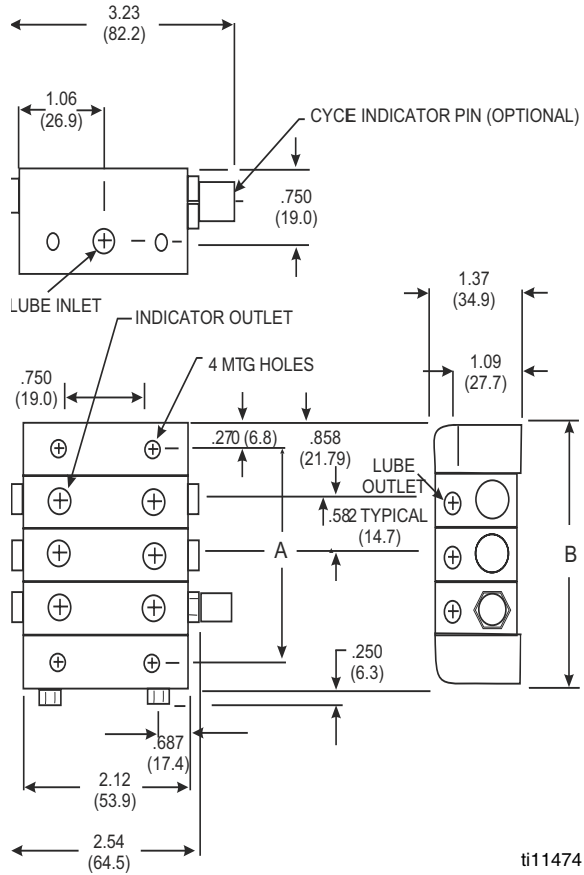 3.23
(82.2)
1.06
(26.9)
CYCE INDICATOR PIN (OPTIONAL)
.750
(19.0)
LUBE INLET
1.37
(34.9)
INDICATOR OUTLET
.750
(19.0)
4 MTG HOLES
1.09
(27.7)
.270 (6.8)
.858
(21.79)
LUBE
OUTLET
.582 TYPICAL
(14.7)
A
B
.250
(6.3)
.687
(17.4)
2.12
(53.9)
2.54
(64.5)
ti11474